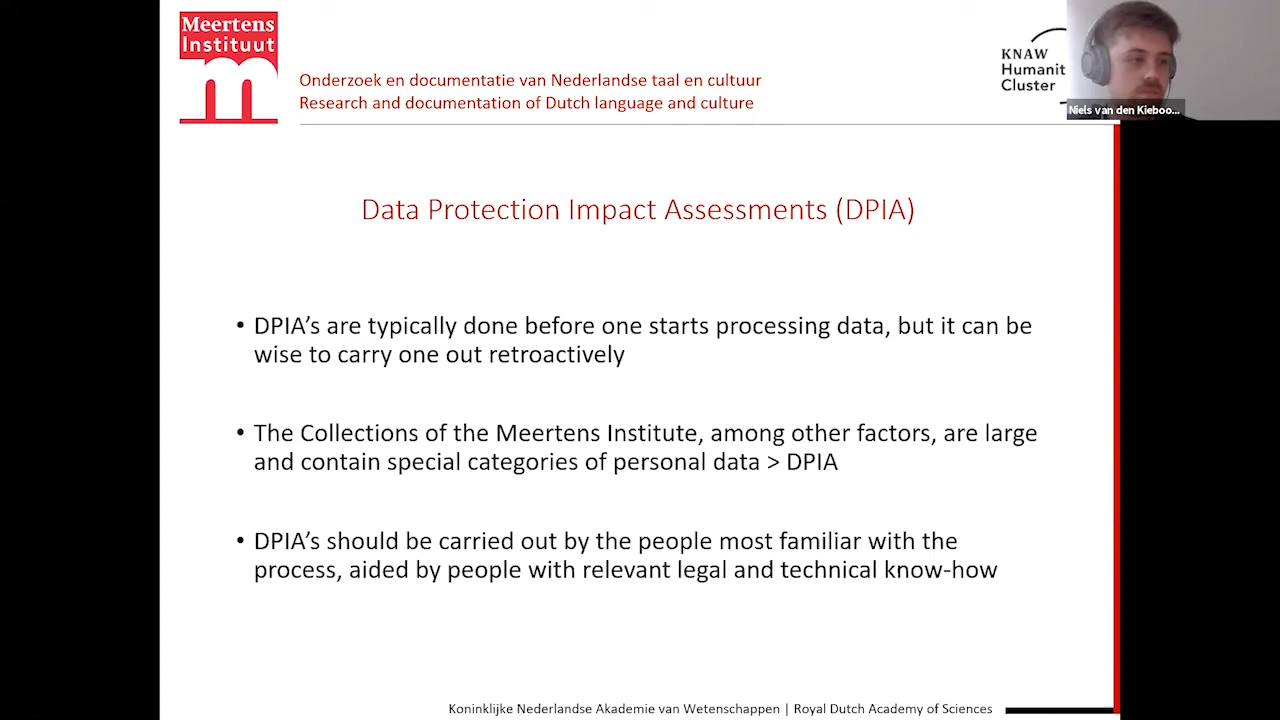 Meertens
Instituut
Onderzoek en documentatie van Nederlandse taal en cultuur
Research and documentation of Dutch language and culture
KNAW
Humanit
Cluster
Niels van den Kieboo...
Data Protection Impact Assessments (DPIA)
• DPIA’s are typically done before one starts processing data, but it can be
wise to carry one out retroactively
• The Collections of the Meertens Institute, among other factors, are large
and contain special categories of personal data > DPIA
• DPIA’s should be carried out by the people most familiar with the
process, aided by people with relevant legal and technical know-how
Koninklijke Nederlandse Akademie van Wetenschappen | Royal Dutch Academy of Sciences